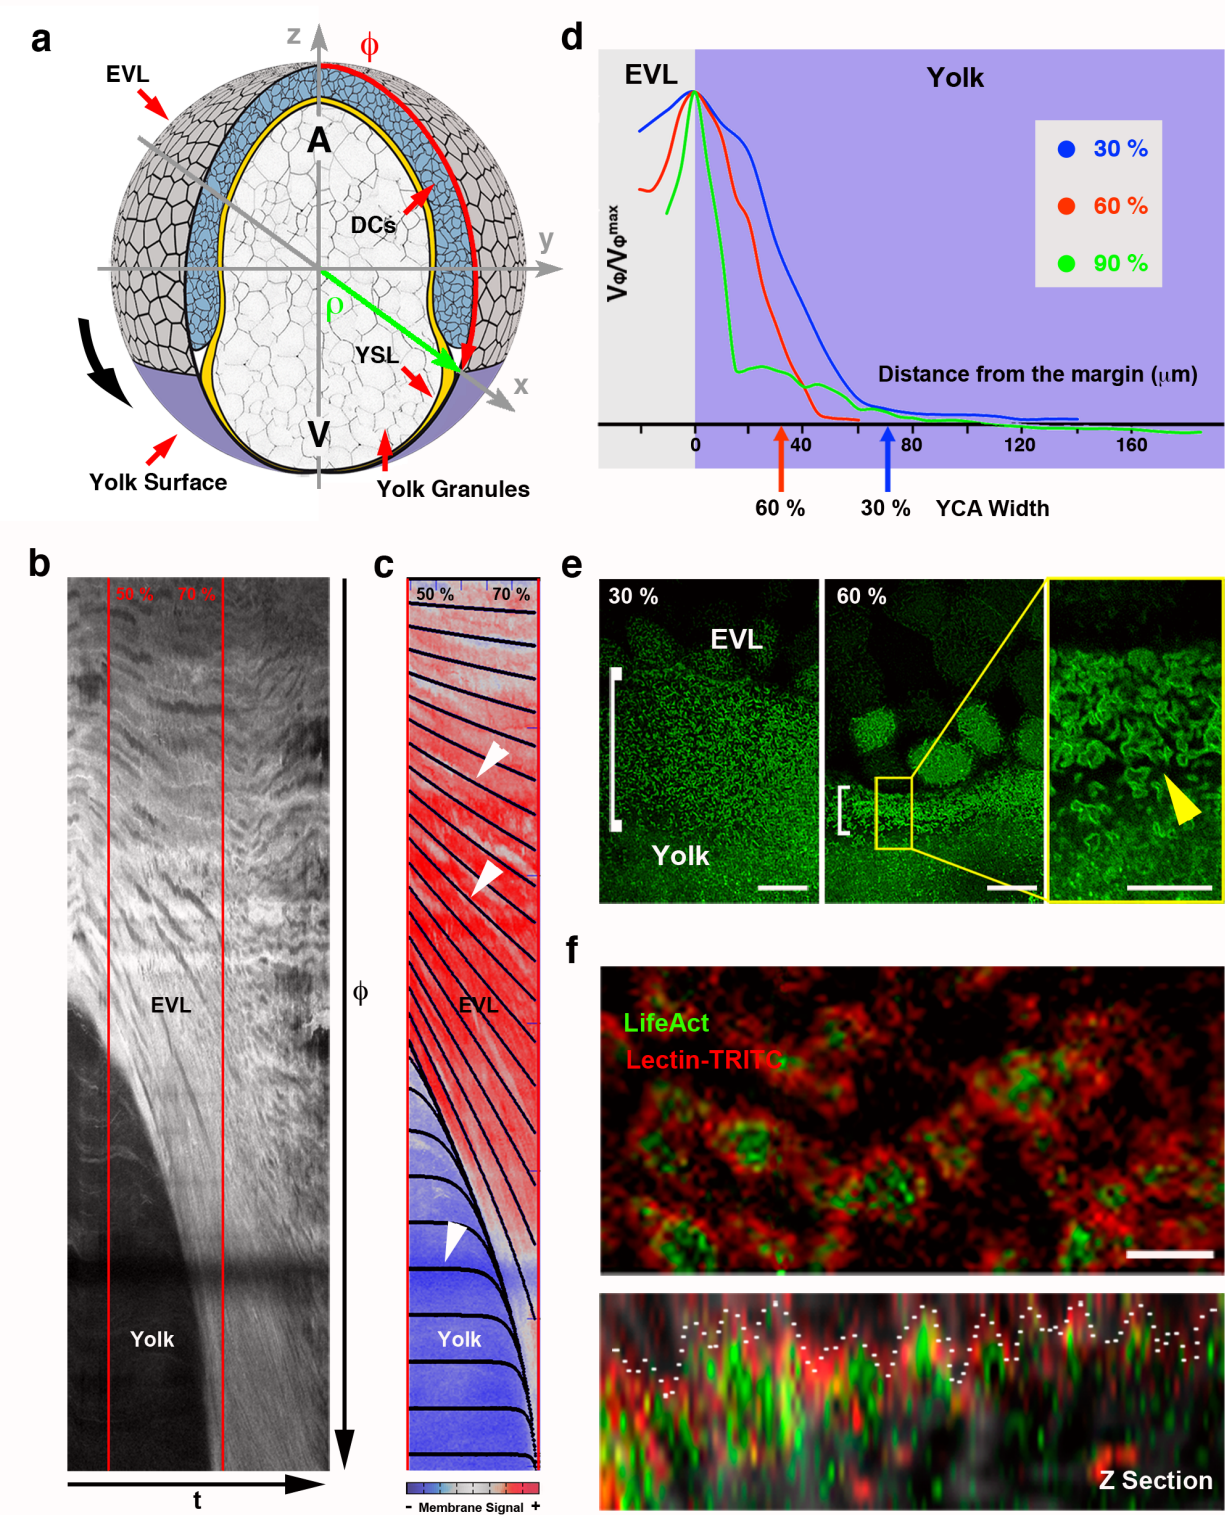 a
z
ϕ
EVL
A
DCs
y
ρ
YSL
x
V
Yolk Surface
Yolk Granules
d
EVL
Yolk
30 %
60 %
90 %
Vϕ/Vϕmax
Distance from the margin (μm)
0 40 80 120 160
60 % 30 % YCA Width
b
50 % 70 %
EVL
Yolk
ϕ
t
c
50 % 70 %
EVL
Yolk
- Membrane Signal +
e
30 %
EVL
Yolk
60 %
f
LifeAct
Lectin-TRITC
Z Section